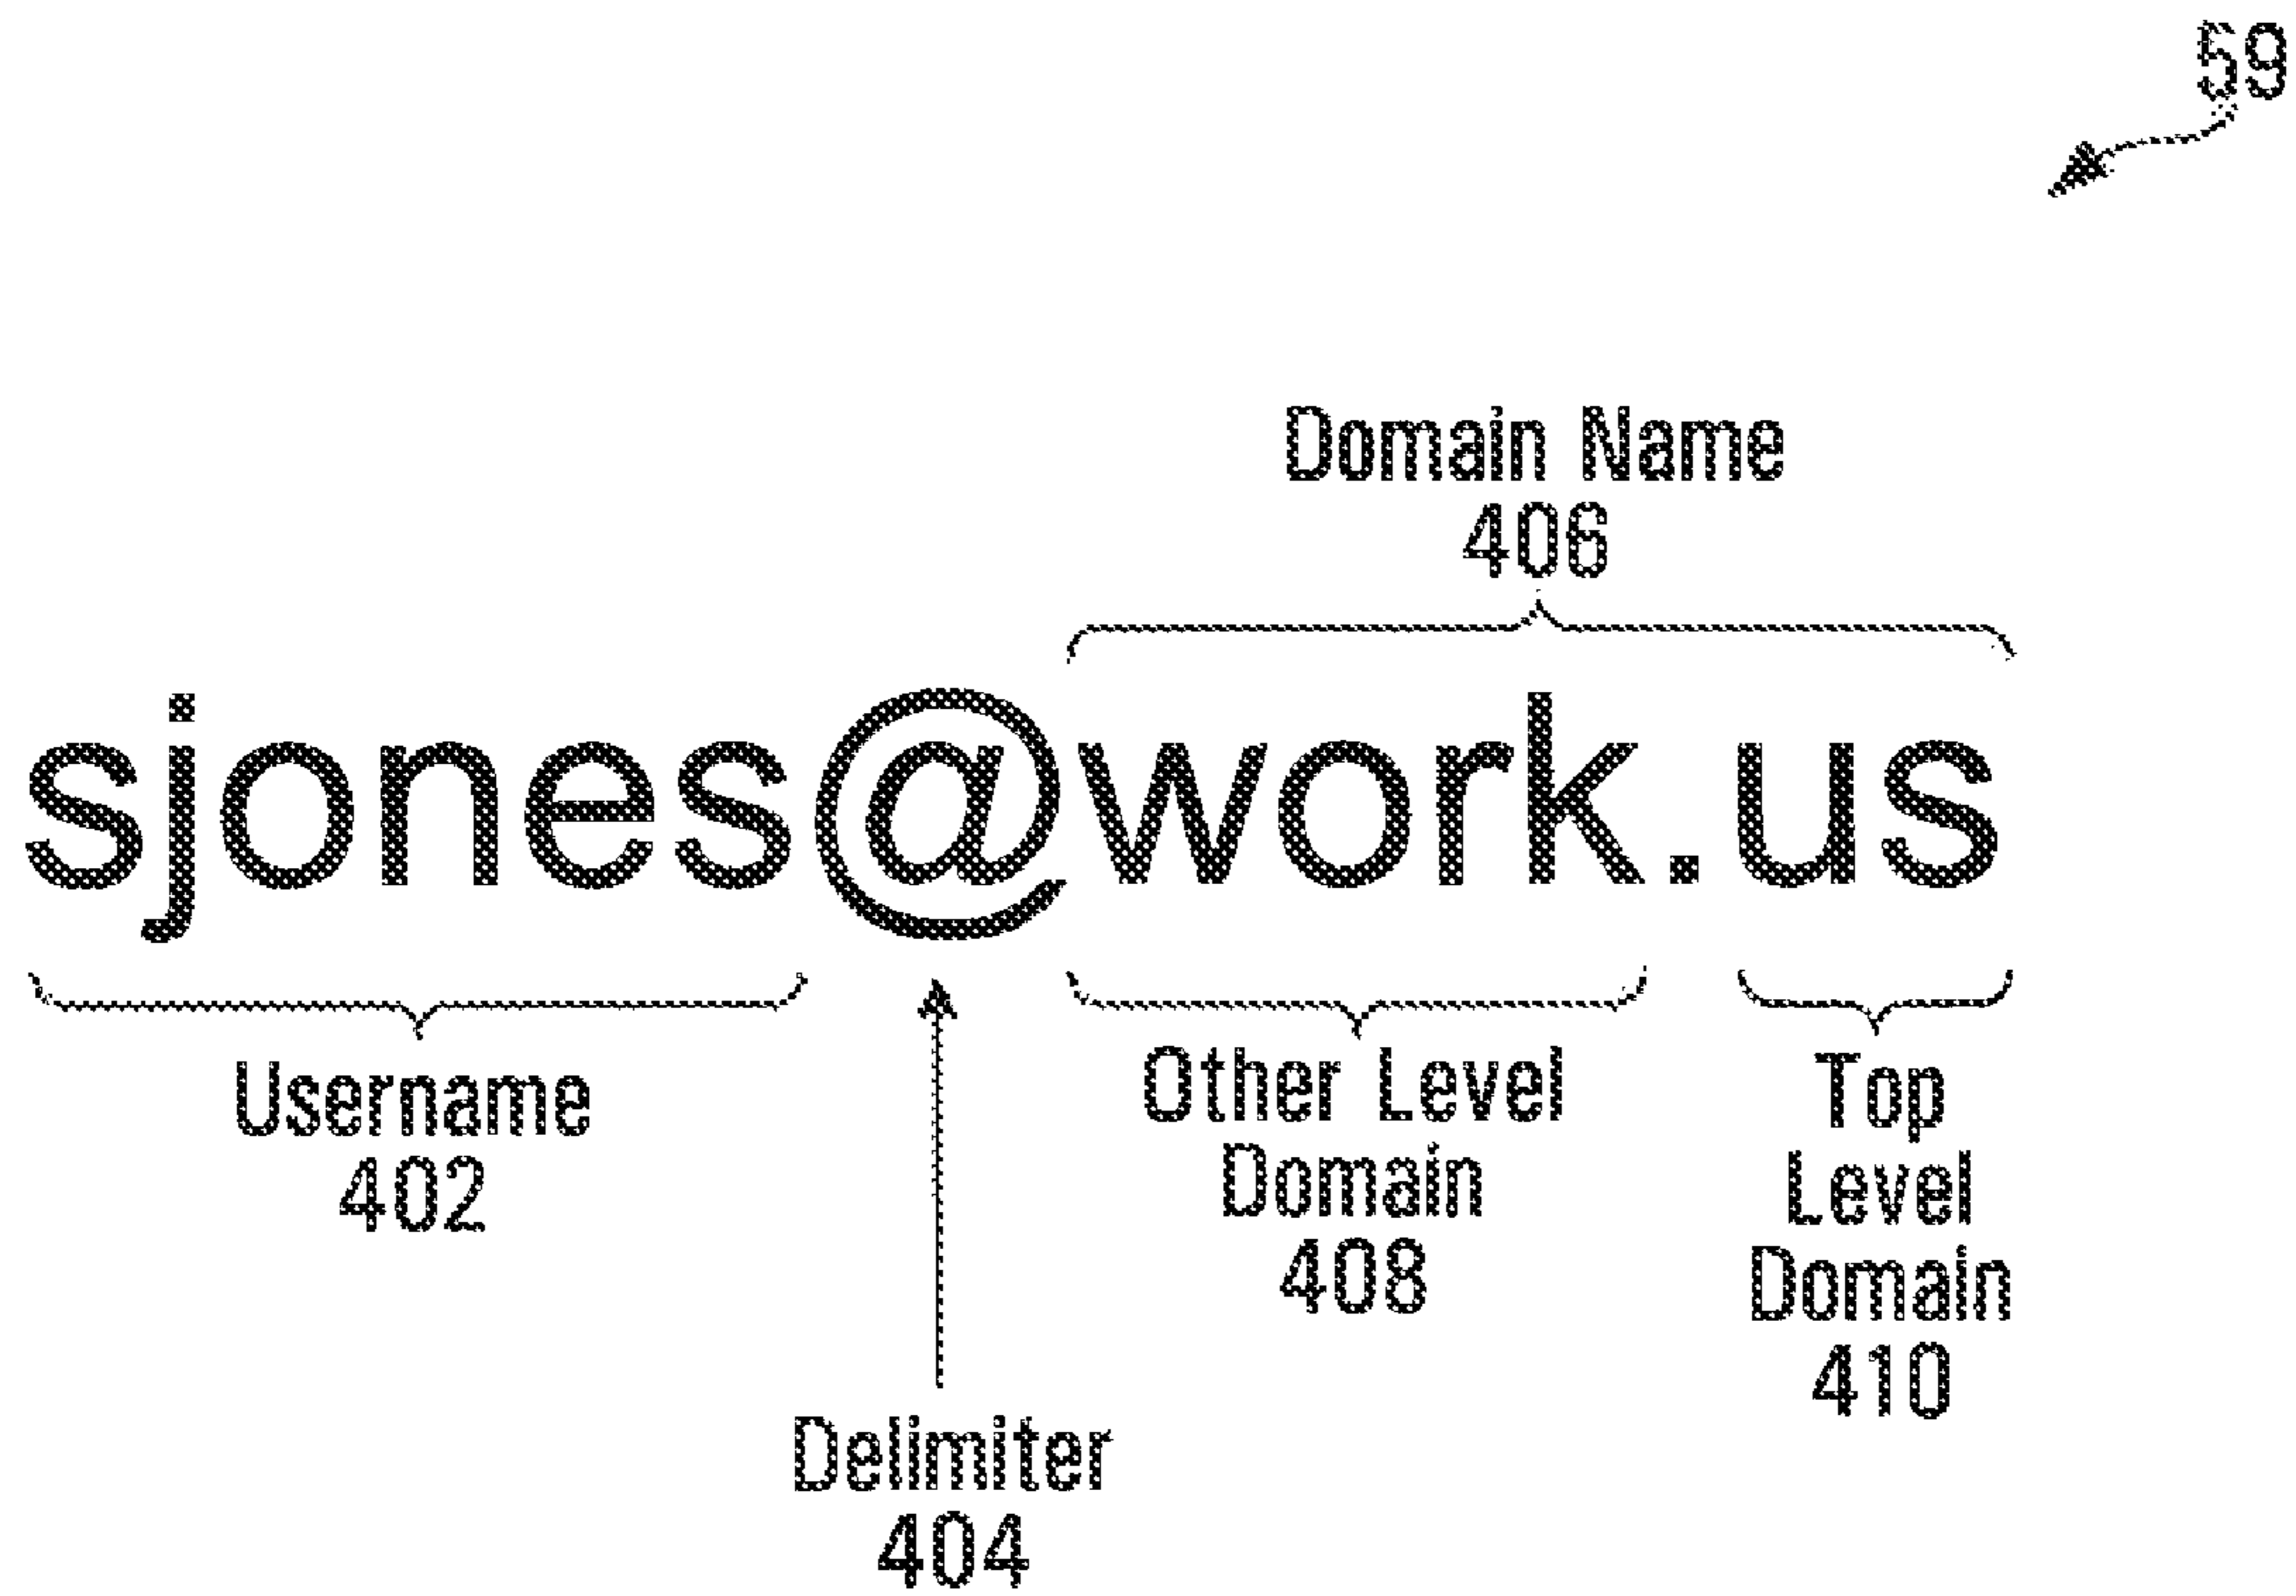 59
Domain Name
406
sjones@work.us
Username
402
Other Level
Domain
408
Top
Level
Domain
410
Delimiter
404